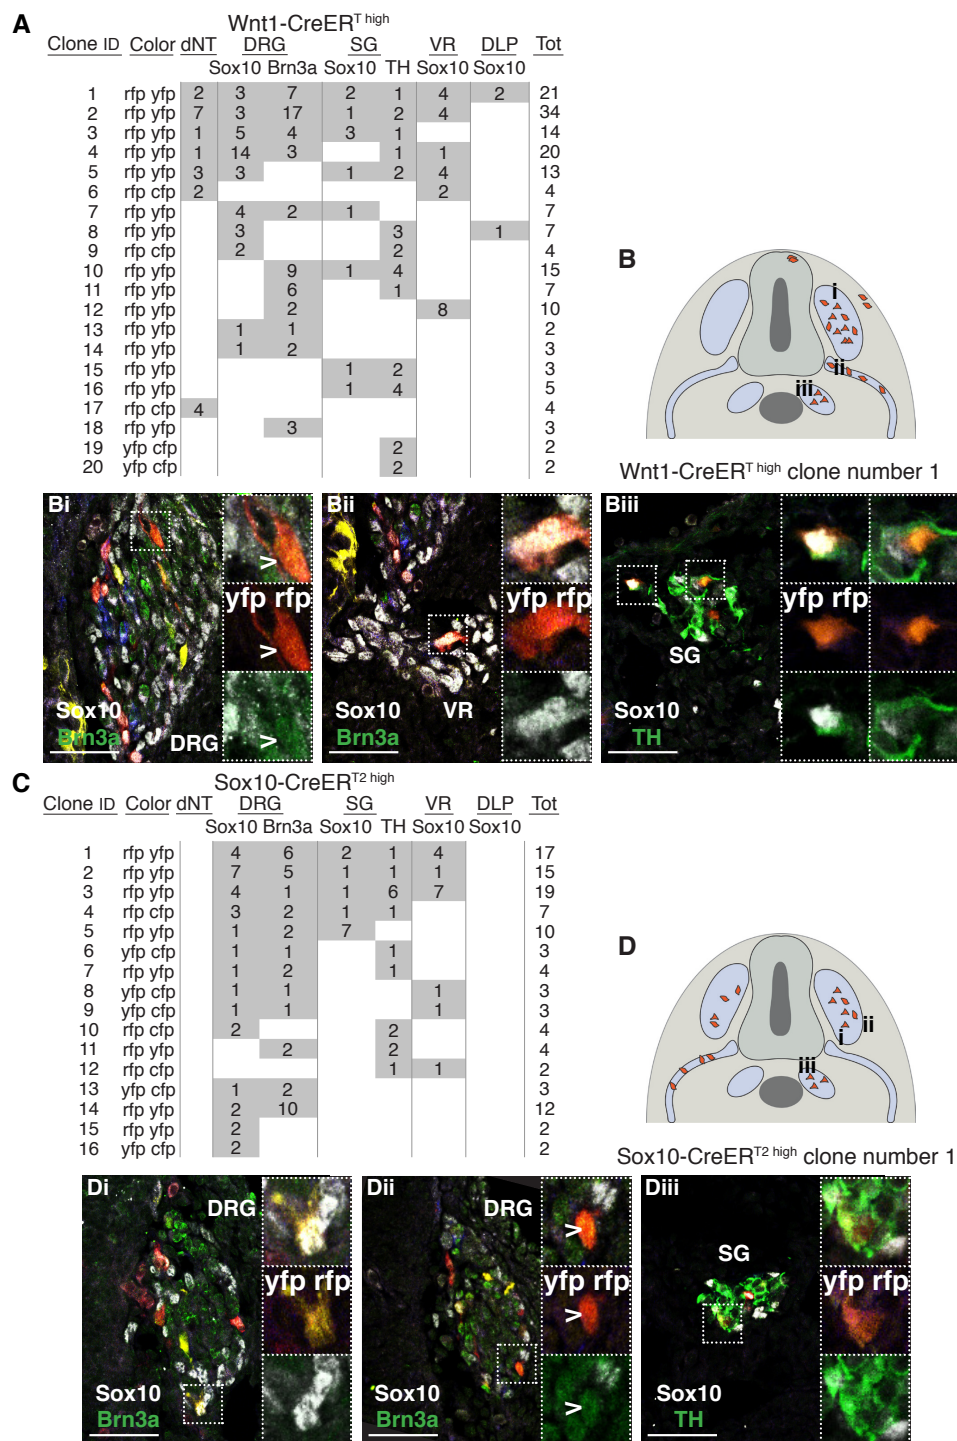 A
Wnt1-CreERT high
Clone ID Color dNT DRG SG VR DLP Tot
Sox10 Brn3a Sox10 TH Sox10 Sox10
1 rfp yfp 2 3 7 2 1 4 2 21
2 rfp yfp 7 3 17 1 2 4 34
3 rfp yfp 1 5 4 3 1 14
4 rfp yfp 1 14 3 1 1 20
5 rfp yfp 3 3 1 2 4 13
6 rfp cfp 2 2 4
7 rfp yfp 4 2 1 7
8 rfp yfp 3 3 1 7
9 rfp cfp 2 2 4
10 rfp yfp 9 1 4 15
11 rfp yfp 6 1 7
12 rfp yfp 2 8 10
13 rfp yfp 1 1 2
14 rfp yfp 1 2 3
15 rfp yfp 1 2 3
16 rfp yfp 1 4 5
17 rfp cfp 4 4
18 rfp yfp 3 3
19 yfp cfp 2 2
20 yfp cfp 2 2
B
i
ii
iii
Wnt1-CreERT high clone number 1
Bi
>
yfp rfp
>
>
Sox10
Brn3a
DRG
Bii
yfp rfp
Sox10
Brn3a
VR
Biii
yfp rfp
SG
Sox10
TH
C
Sox10-CreERT2 high
Clone ID Color dNT DRG SG VR DLP Tot
Sox10 Brn3a Sox10 TH Sox10 Sox10
1 rfp yfp 4 6 2 1 4 17
2 rfp yfp 7 5 1 1 1 15
3 rfp yfp 4 1 1 6 7 19
4 rfp cfp 3 2 1 1 7
5 rfp yfp 1 2 7 10
6 yfp cfp 1 1 1 3
7 rfp yfp 1 2 1 4
8 yfp cfp 1 1 1 3
9 yfp cfp 1 1 1 3
10 rfp cfp 2 2 4
11 rfp yfp 2 2 4
12 rfp yfp 1 1 2
13 yfp cfp 1 2 3
14 rfp yfp 2 10 12
15 rfp yfp 2 2
16 yfp cfp 2 2
D
i
ii
iii
Sox10-CreERT2 high clone number 1
Di
DRG
yfp rfp
Sox10
Brn3a
Dii
DRG
>
yfp rfp
>
>
Sox10
Brn3a
Diii
SG
yfp rfp
Sox10
TH